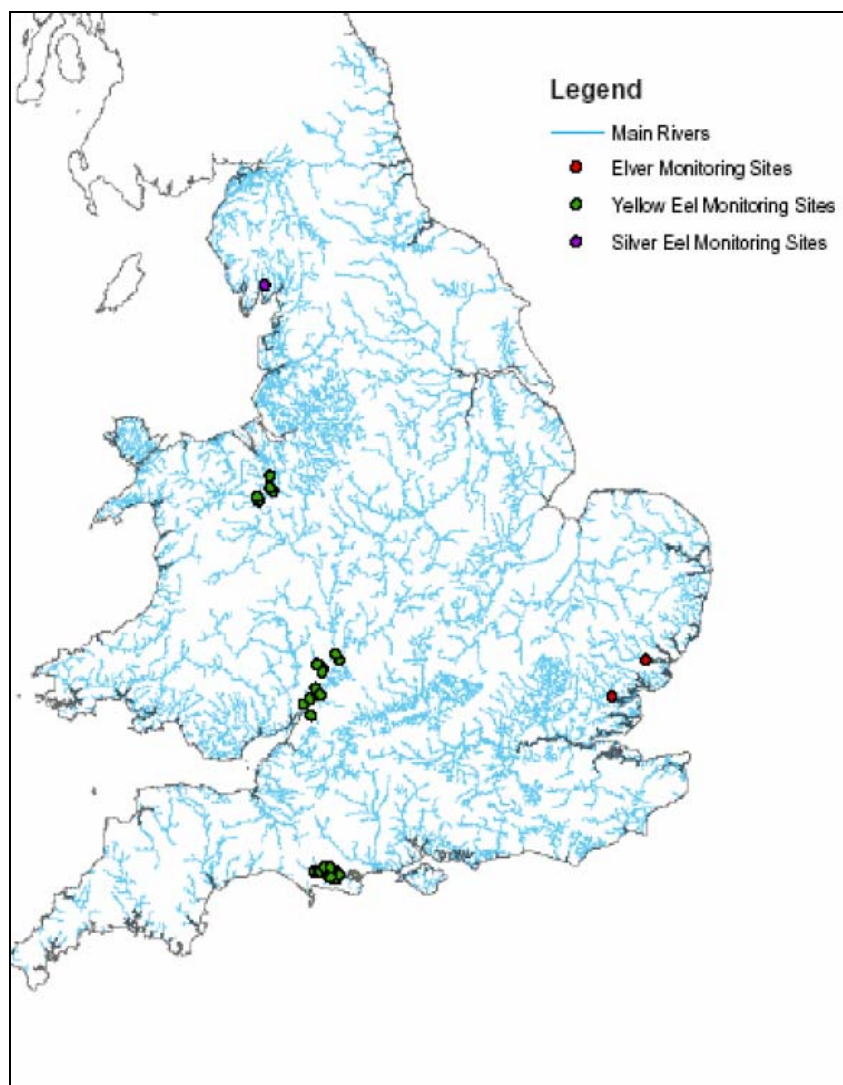 Legend
Main Rivers
Elver Monitoring Sites
Yellow Eel Monitoring Sites
Silver Eel Monitoring Sites